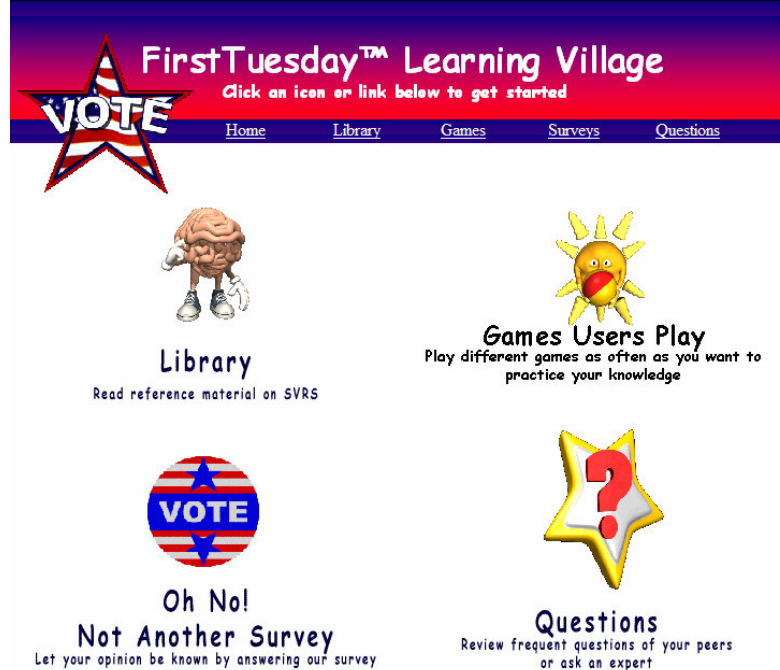 FirstTuesday™ Learning Village
Click an icon or link below to get started
VOTE
Home Library Games Surveys Questions
Library
Read reference material on SVRS
Games Users Play
Play different games as often as you want to
practice your knowledge
VOTE
Oh No!
Not Another Survey
Let your opinion be known by answering our survey
?
Questions
Review frequent questions of your peers
or ask an expert